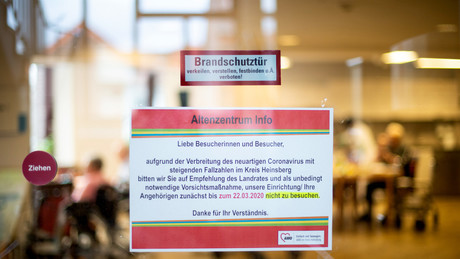 Brandschutztür
verkeilen, verstellen, festbinden o.Ä.
verboten!
Altenzentrum Info
Liebe Besucherinnen und Besucher,
aufgrund der Verbreitung des neuartigen Coronavirus mit
steigenden Fallzahlen im Kreis Heinsberg
bitten wir Sie auf Empfehlung des Landrates und als unbedingt
notwendige Vorsichtsmaßnahme, unsere Einrichtung/ Ihre
Angehörigen zunächst bis zum 22.03.2020 nicht zu besuchen.
Danke für Ihr Verständnis.
Ziehen